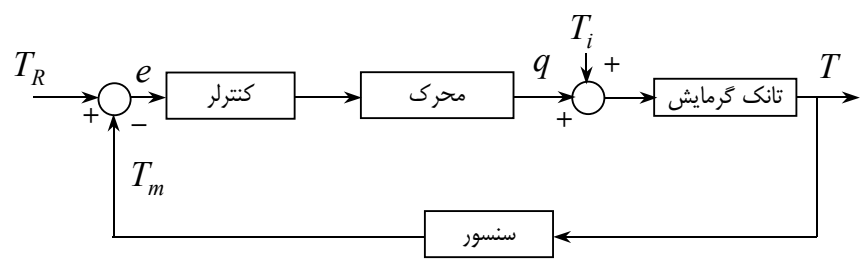 T_R
+
−
e
کنترلر
محرک
q
+
T_i
+
تانک گرمایش
T
T_m
سنسور